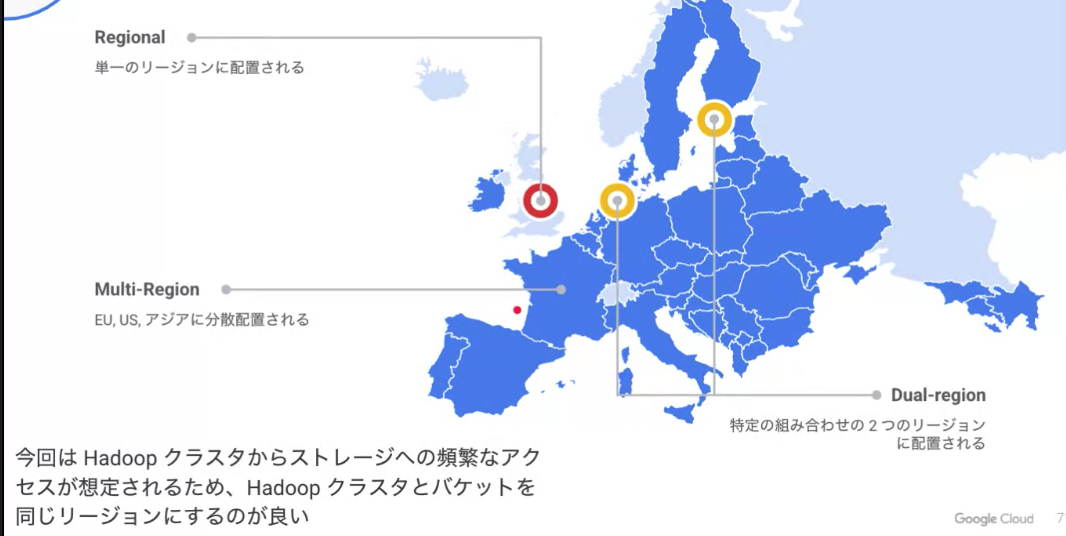 Regional
単一のリージョンに配置される
Multi-Region
EU, US, アジアに分散配置される
Dual-region
特定の組み合わせの 2 つのリージョン
に配置される
今回は Hadoop クラスタからストレージへの頻繁なアク
セスが想定されるため、Hadoop クラスタとバケットを
同じリージョンにするのが良い
Google Cloud 7